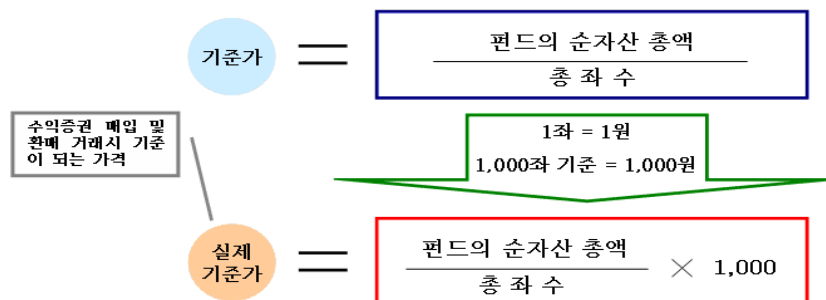 기준가
펀드의 순자산 총액
총 좌 수
수익증권 매입 및
환매 거래시 기준
이 되는 가격
1좌 = 1원
1,000좌 기준 = 1,000원
실제
기준가
펀드의 순자산 총액
총 좌 수
× 1,000